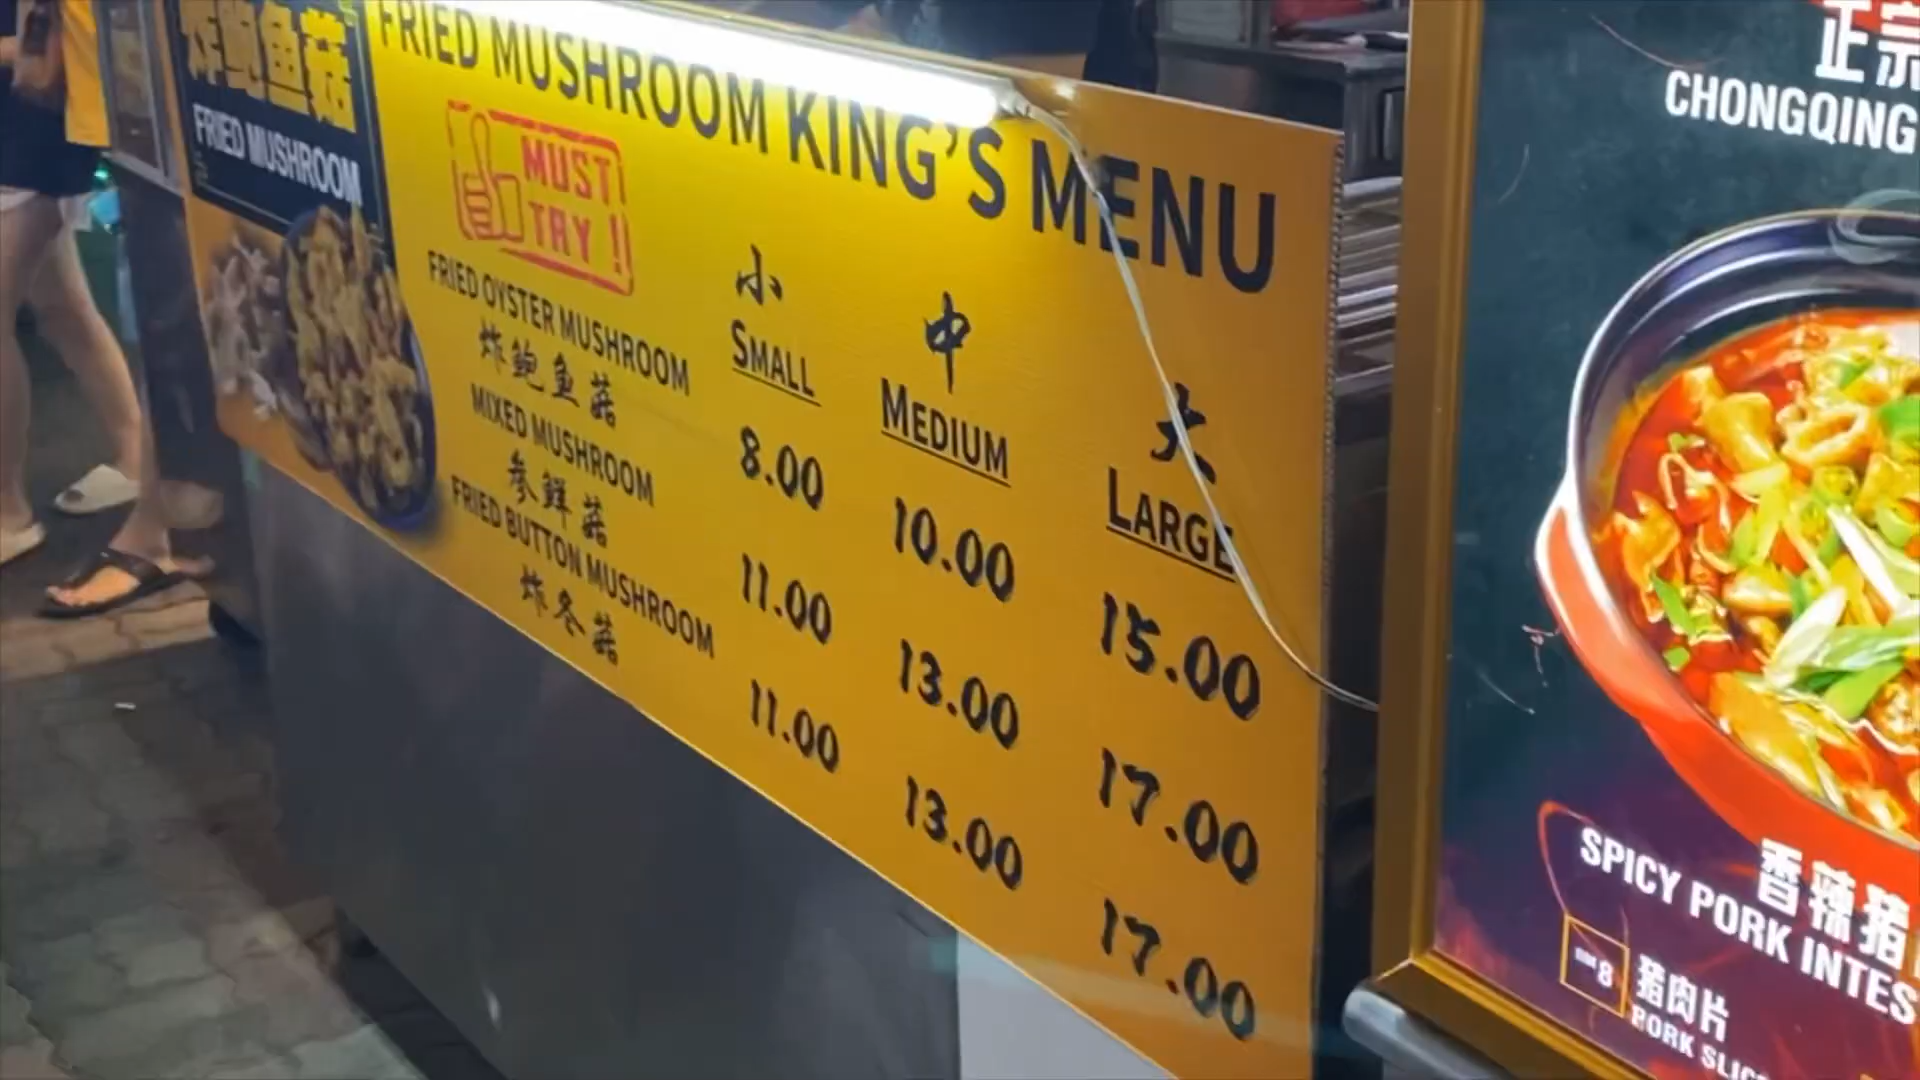 炸鲍鱼菇
FRIED MUSHROOM
FRIED MUSHROOM KING'S MENU
MUST
TRY !
小
SMALL
中
MEDIUM
大
LARGE
FRIED OYSTER MUSHROOM
炸鲍鱼菇
8.00 10.00 15.00
MIXED MUSHROOM
参鲜菇
11.00 13.00 17.00
FRIED BUTTON MUSHROOM
炸冬菇
11.00 13.00 17.00
正宗
CHONGQING
香辣猪
SPICY PORK INTES
RM 8
猪肉片
PORK SLIC